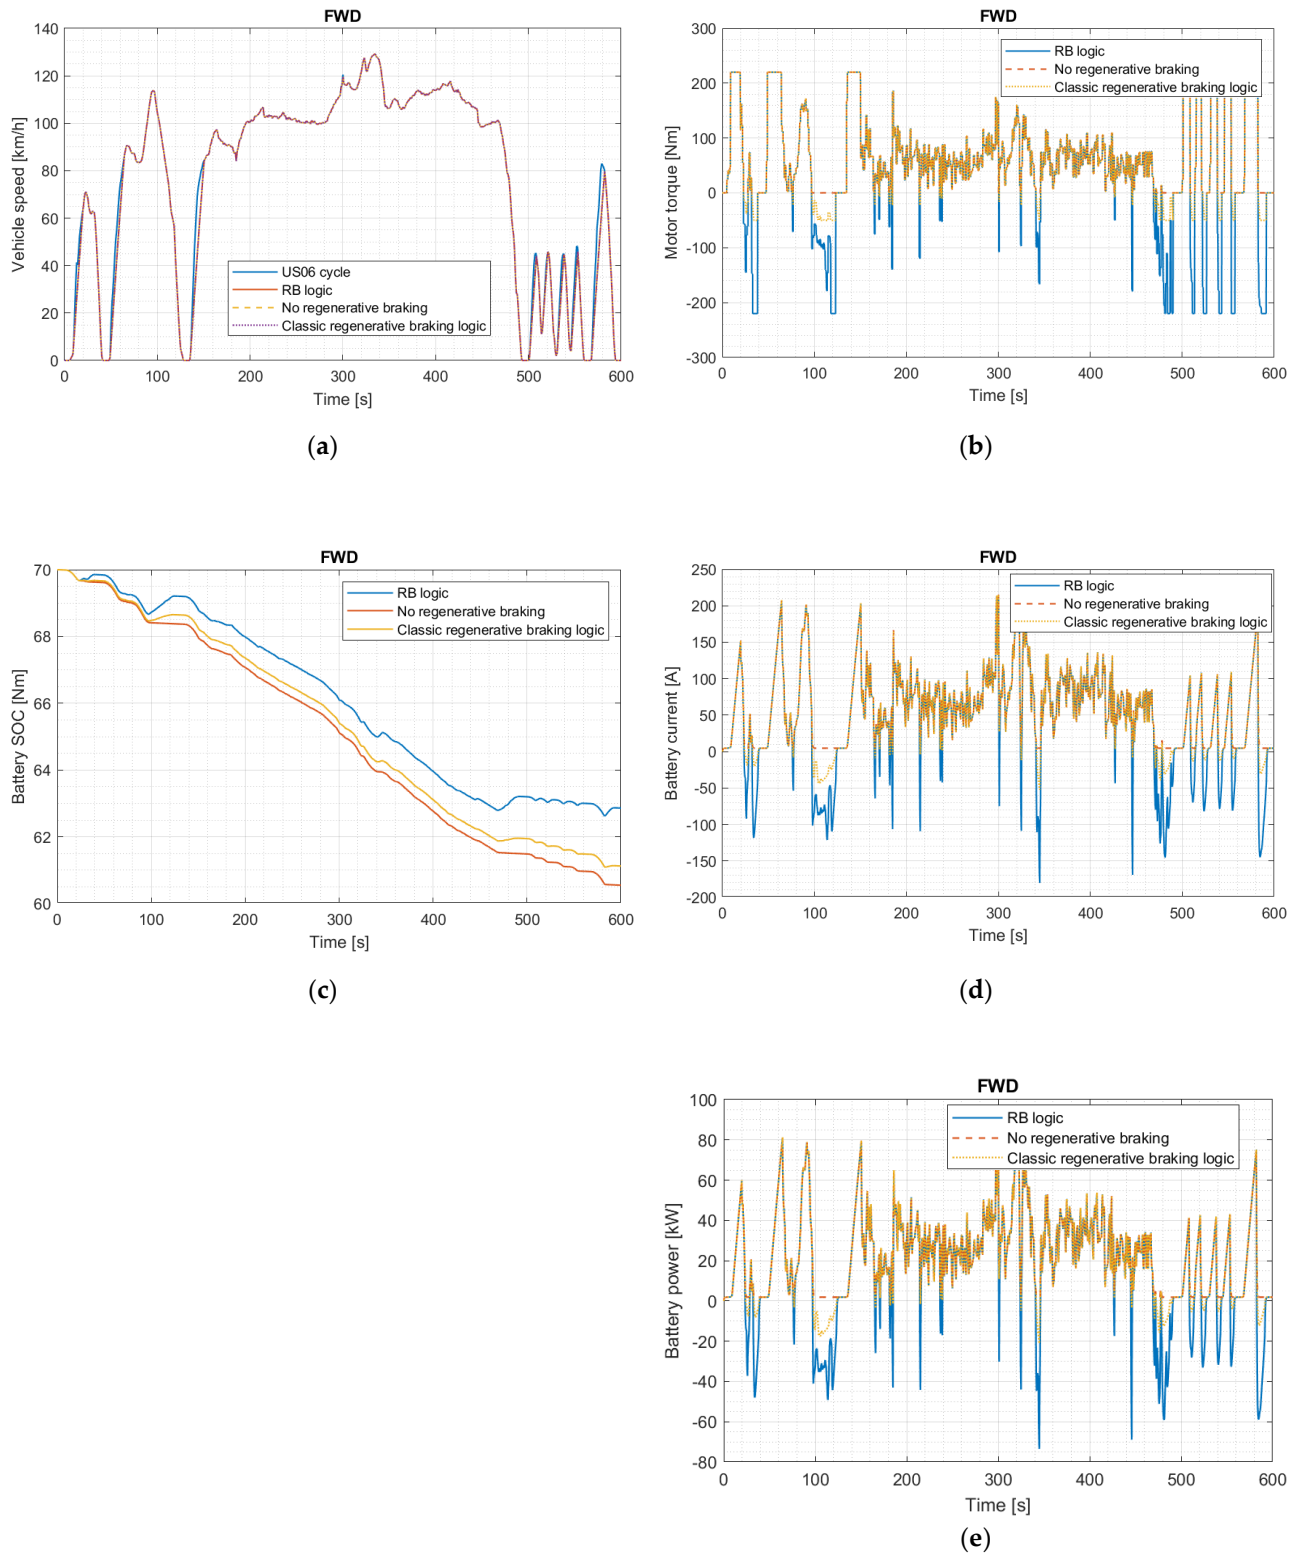 FWD
140
120
100
80
60
40
20
0
Vehicle speed [km/h]
US06 cycle
RB logic
No regenerative braking
Classic regenerative braking logic
0 100 200 300 400 500 600
Time [s]
(a)
FWD
300
200
100
0
-100
-200
-300
Motor torque [Nm]
RB logic
No regenerative braking
Classic regenerative braking logic
0 100 200 300 400 500 600
Time [s]
(b)
FWD
70
68
66
64
62
60
Battery SOC [Nm]
RB logic
No regenerative braking
Classic regenerative braking logic
0 100 200 300 400 500 600
Time [s]
(c)
FWD
250
200
150
100
50
0
-50
-100
-150
-200
Battery current [A]
RB logic
No regenerative braking
Classic regenerative braking logic
0 100 200 300 400 500 600
Time [s]
(d)
FWD
100
80
60
40
20
0
-20
-40
-60
-80
Battery power [kW]
RB logic
No regenerative braking
Classic regenerative braking logic
0 100 200 300 400 500 600
Time [s]
(e)